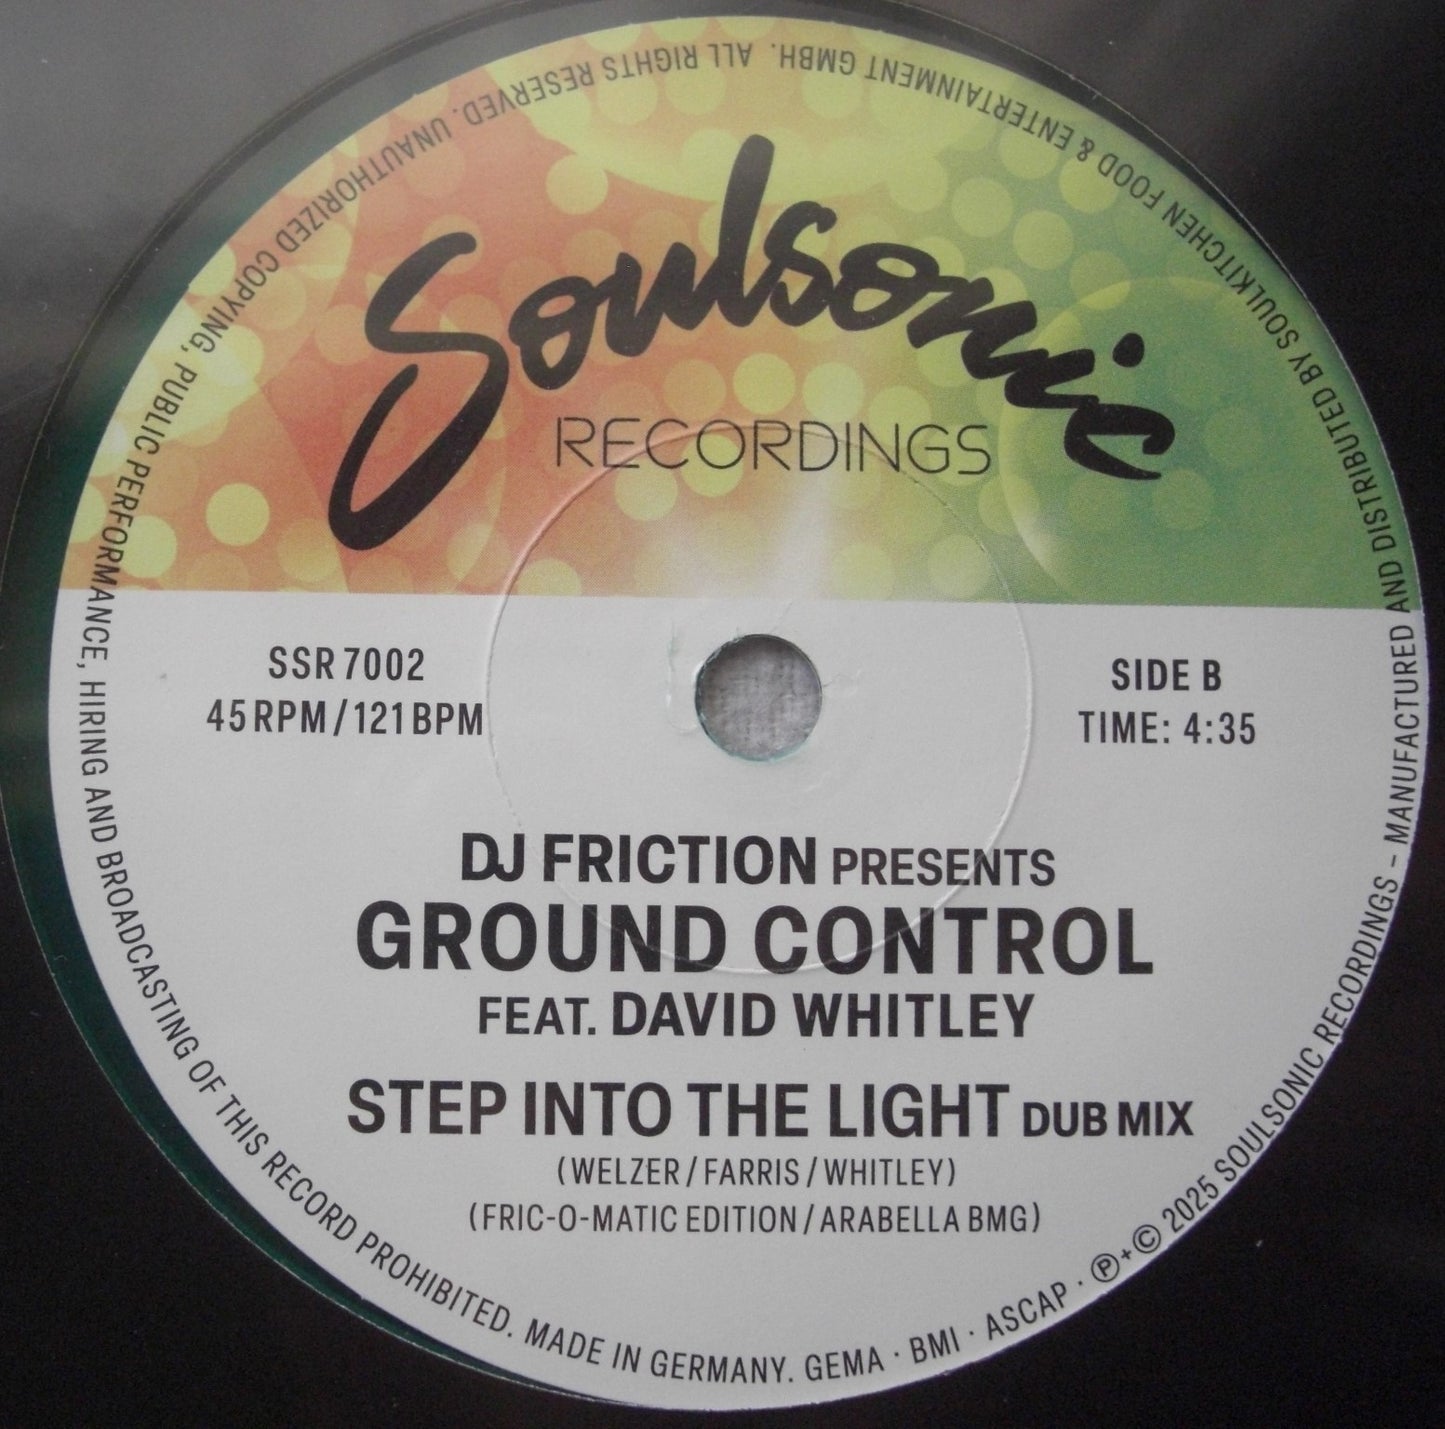 Soulsonic
RECORDINGS
SSR 7002
45 RPM / 121 BPM
SIDE B
TIME: 4:35
DJ FRICTION PRESENTS
GROUND CONTROL
FEAT. DAVID WHITLEY
STEP INTO THE LIGHT DUB MIX
(WELZER / FARRIS / WHITLEY)
(FRIC-O-MATIC EDITION / ARABELLA BMG)
Ⓟ+© 2025 SOULSONIC RECORDINGS – MANUFACTURED AND DISTRIBUTED BY SOULKITCHEN FOOD & ENTERTAINMENT GMBH. ALL RIGHTS RESERVED. UNAUTHORIZED COPYING, PUBLIC PERFORMANCE, HIRING AND BROADCASTING OF THIS RECORD PROHIBITED. MADE IN GERMANY. GEMA · BMI · ASCAP ·